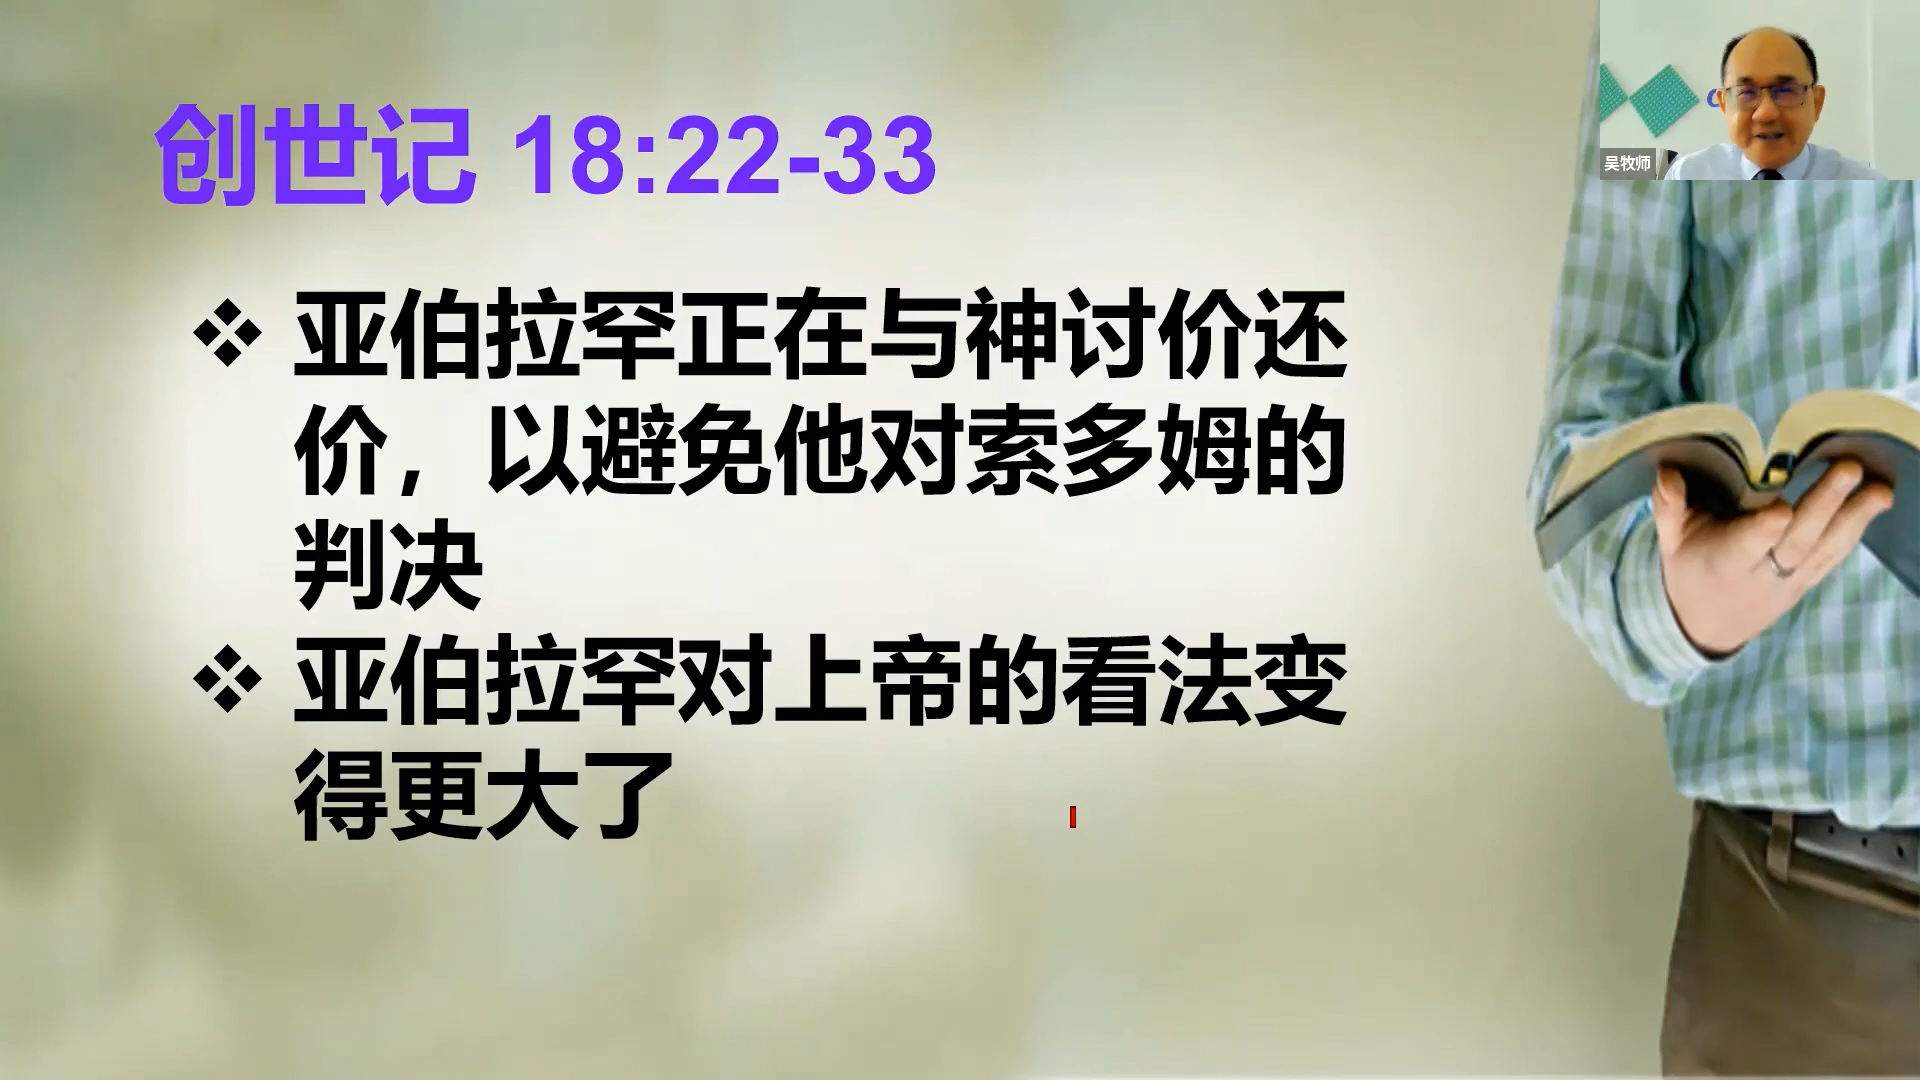 创世记 18:22-33
❖ 亚伯拉罕正在与神讨价还
价，以避免他对索多姆的
判决
❖ 亚伯拉罕对上帝的看法变
得更大了
吴牧师